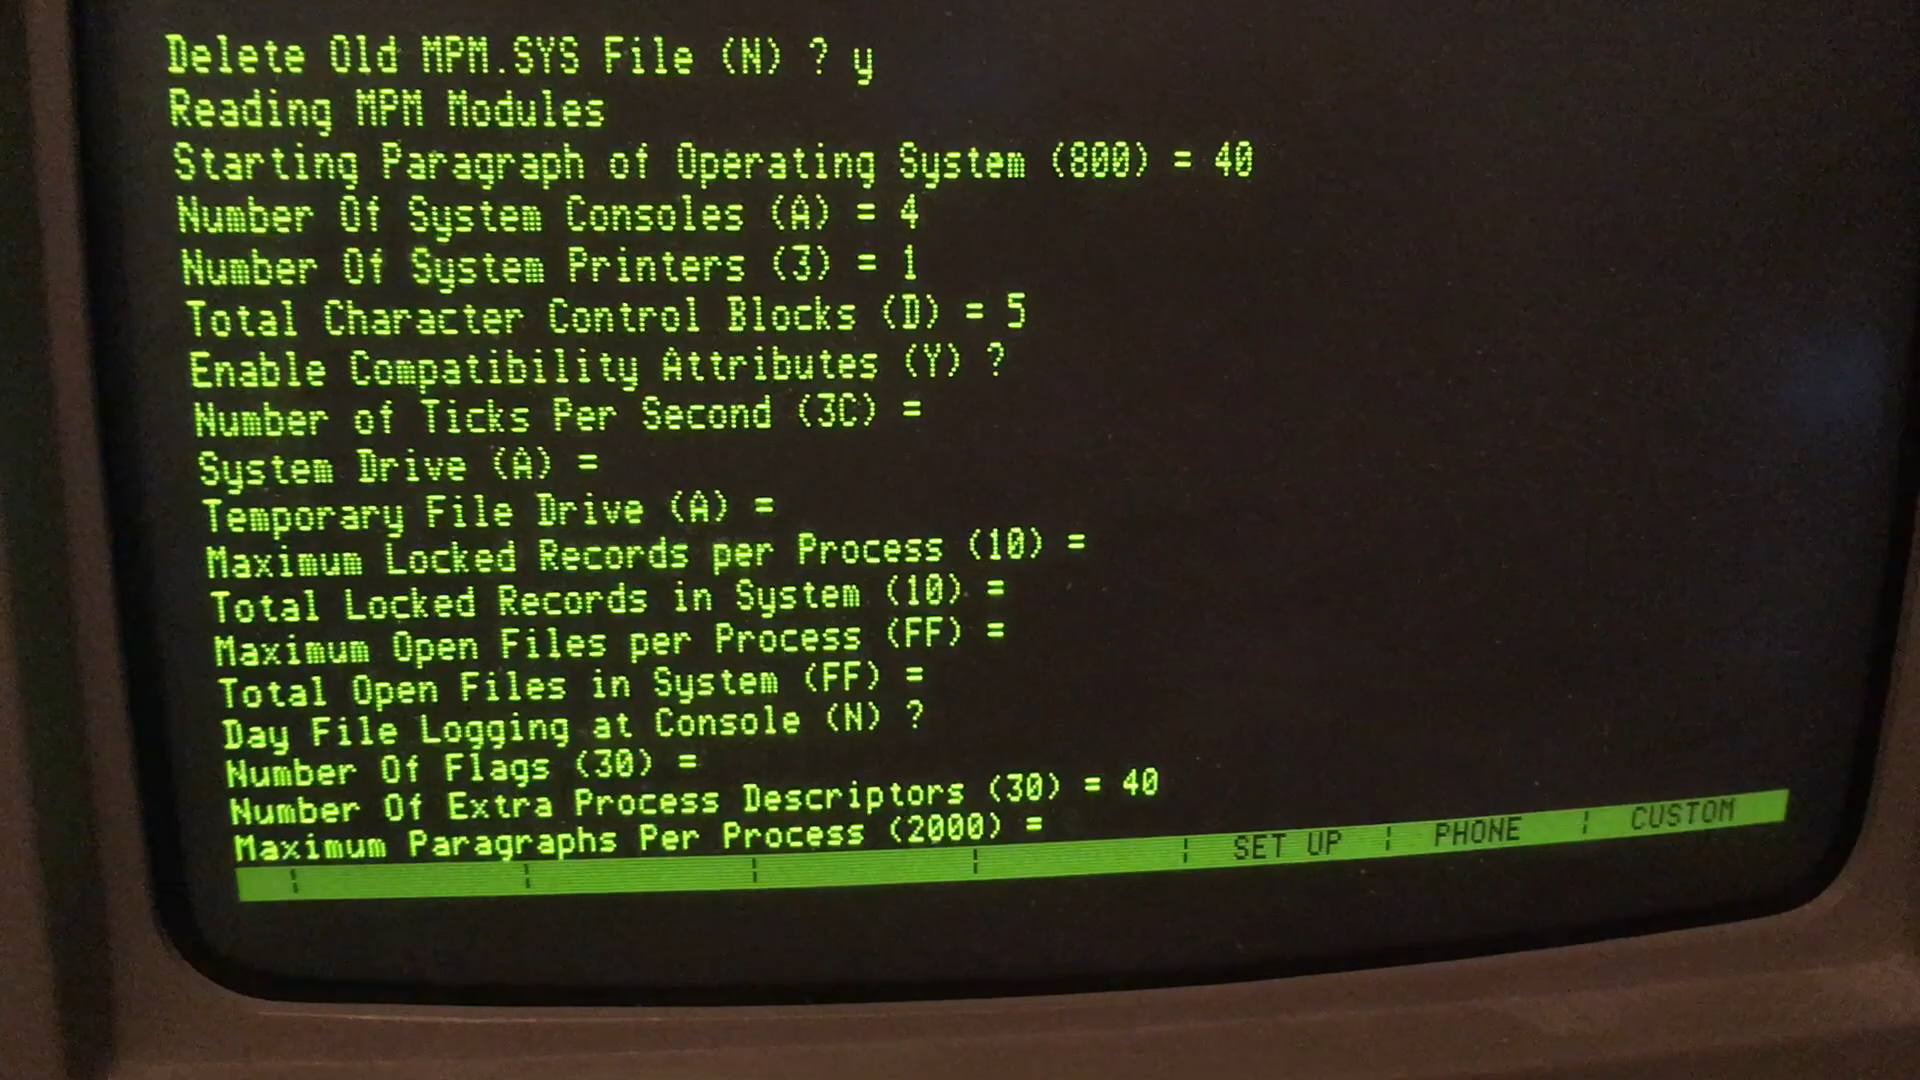 Delete Old MPM.SYS File (N) ? y
Reading MPM Modules
Starting Paragraph of Operating System (800) = 40
Number Of System Consoles (A) = 4
Number Of System Printers (3) = 1
Total Character Control Blocks (D) = 5
Enable Compatibility Attributes (Y) ?
Number of Ticks Per Second (3C) =
System Drive (A) =
Temporary File Drive (A) =
Maximum Locked Records per Process (10) =
Total Locked Records in System (10) =
Maximum Open Files per Process (FF) =
Total Open Files in System (FF) =
Day File Logging at Console (N) ?
Number Of Flags (30) =
Number Of Extra Process Descriptors (30) = 40
Maximum Paragraphs Per Process (2000) =
¦ ¦ ¦ ¦ ¦ SET UP ¦ PHONE ¦ CUSTOM